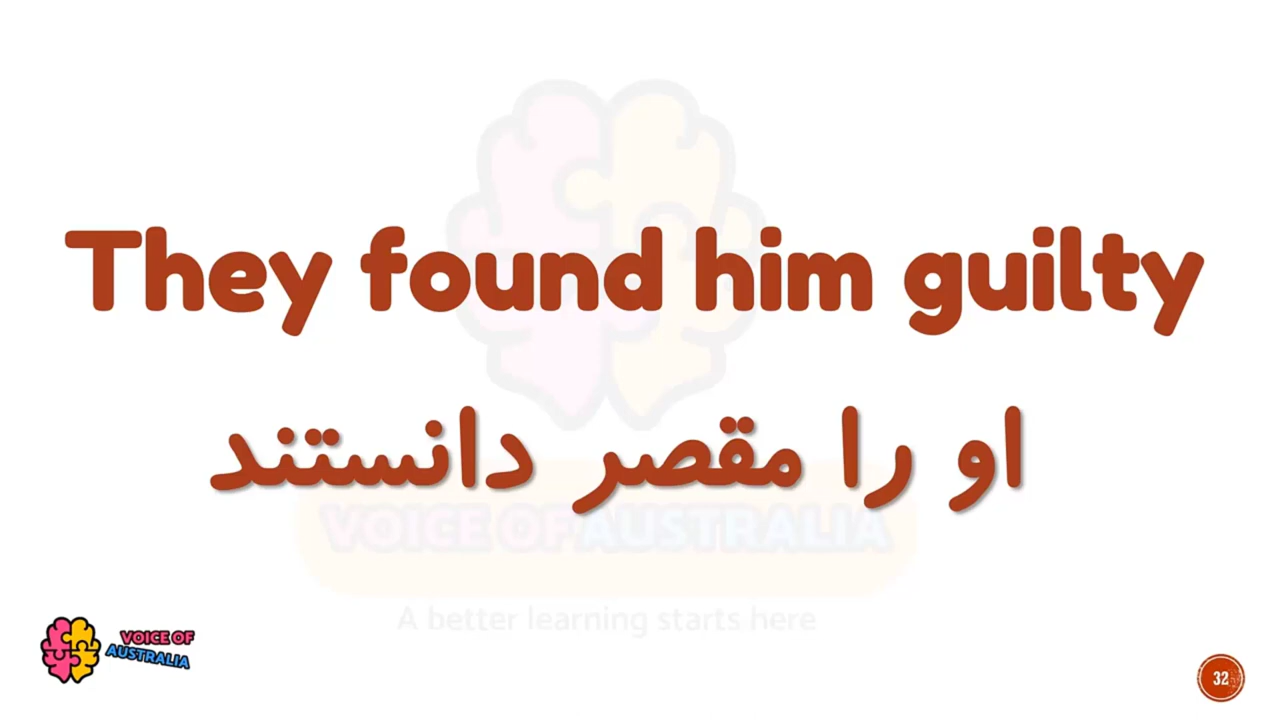 They found him guilty
او را مقصر دانستند
VOICE OF AUSTRALIA
A better learning starts here
VOICE OF
AUSTRALIA
32